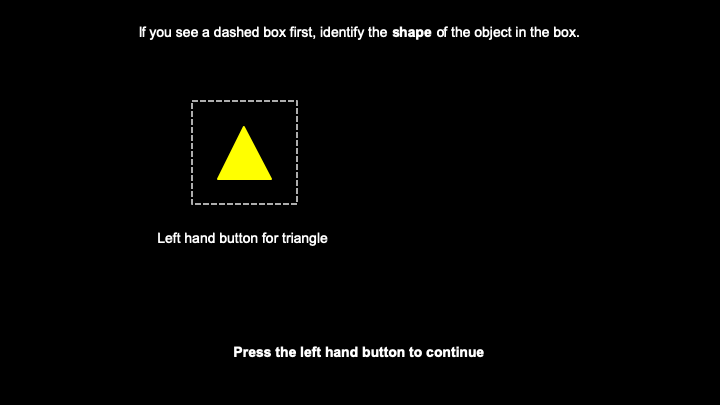 If you see a dashed box first, identify the shape of the object in the box.
Left hand button for triangle
Press the left hand button to continue